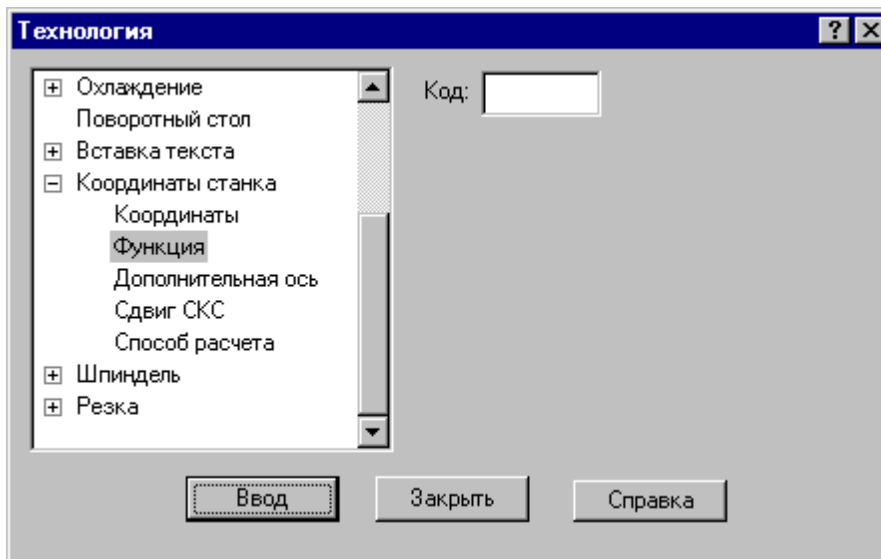 Технология
Охлаждение
Поворотный стол
Вставка текста
Координаты станка
Координаты
Функция
Дополнительная ось
Сдвиг СКС
Способ расчета
Шпиндель
Резка
Код:
Ввод
Закрыть
Справка